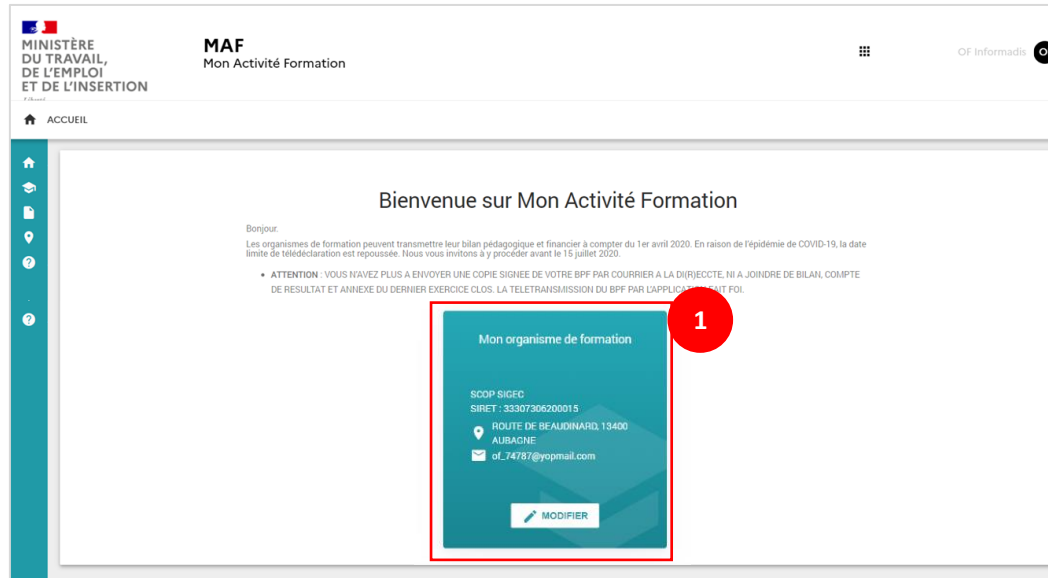 MINISTÈRE
DU TRAVAIL,
DE L'EMPLOI
ET DE L'INSERTION
MAF
Mon Activité Formation
OF Informadis
ACCUEIL
Bienvenue sur Mon Activité Formation
Bonjour.
Les organismes de formation peuvent transmettre leur bilan pédagogique et financier à compter du 1er avril 2020. En raison de l'épidémie de COVID-19, la date
limite de télédéclaration est repoussée. Nous vous invitons à y procéder avant le 15 juillet 2020.
• ATTENTION : VOUS N'AVEZ PLUS A ENVOYER UNE COPIE SIGNEE DE VOTRE BPF PAR COURRIER A LA DI(R)ECCTE, NI A JOINDRE DE BILAN, COMPTE
DE RESULTAT ET ANNEXE DU DERNIER EXERCICE CLOS. LA TELETRANSMISSION DU BPF PAR L'APPLICATION FAIT FOI.
1
Mon organisme de formation
SCOP SIGEC
SIRET : 33307306200015
ROUTE DE BEAUDINARD, 13400
AUBAGNE
of_74787@yopmail.com
MODIFIER